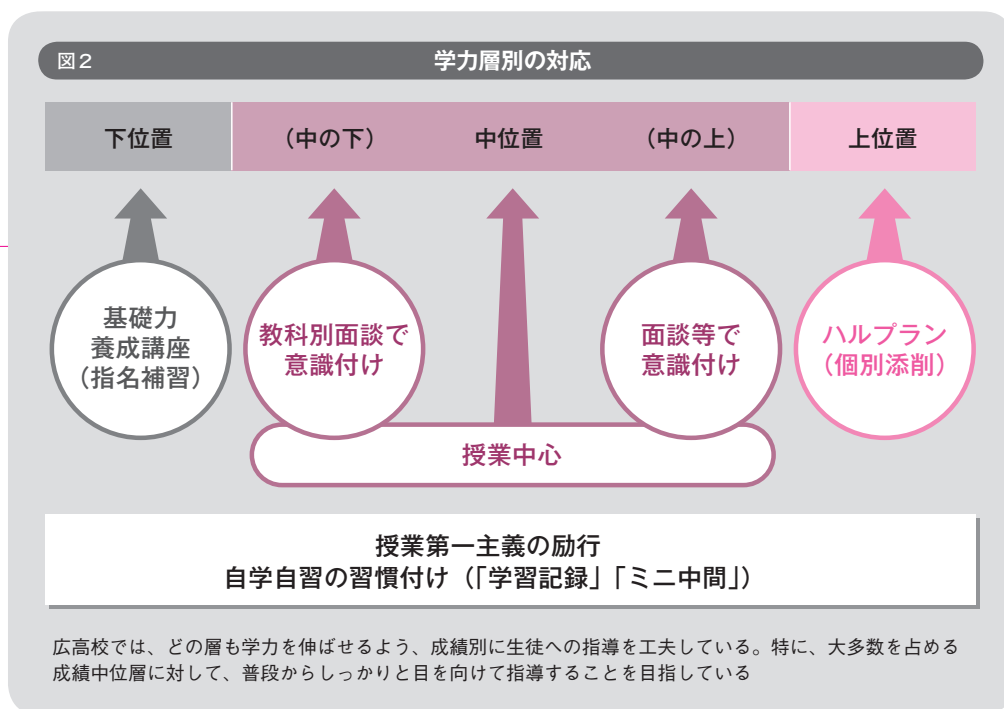 図2
学力層別の対応
下位置
(中の下)
中位置
(中の上)
上位置
基礎力
養成講座
(指名補習)
教科別面談で
意識付け
面談等で
意識付け
ハルプラン
(個別添削)
授業中心
授業第一主義の励行
自学自習の習慣付け(「学習記録」「ミニ中間」)
広高校では、どの層も学力を伸ばせるよう、成績別に生徒への指導を工夫している。特に、大多数を占める
成績中位層に対して、普段からしっかりと目を向けて指導することを目指している